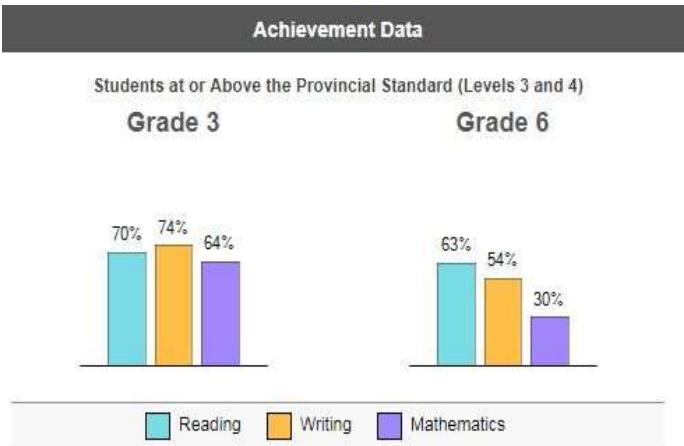 Achievement Data
Students at or Above the Provincial Standard (Levels 3 and 4)
Grade 3
Grade 6
70%
74%
64%
63%
54%
30%
Reading
Writing
Mathematics